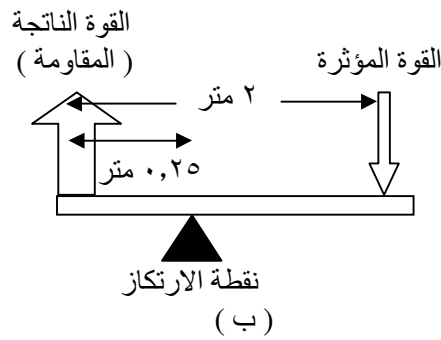 القوة الناتجة
( المقاومة )
القوة المؤثرة
٢ متر
٠,٢٥ متر
نقطة الارتكاز
( ب )